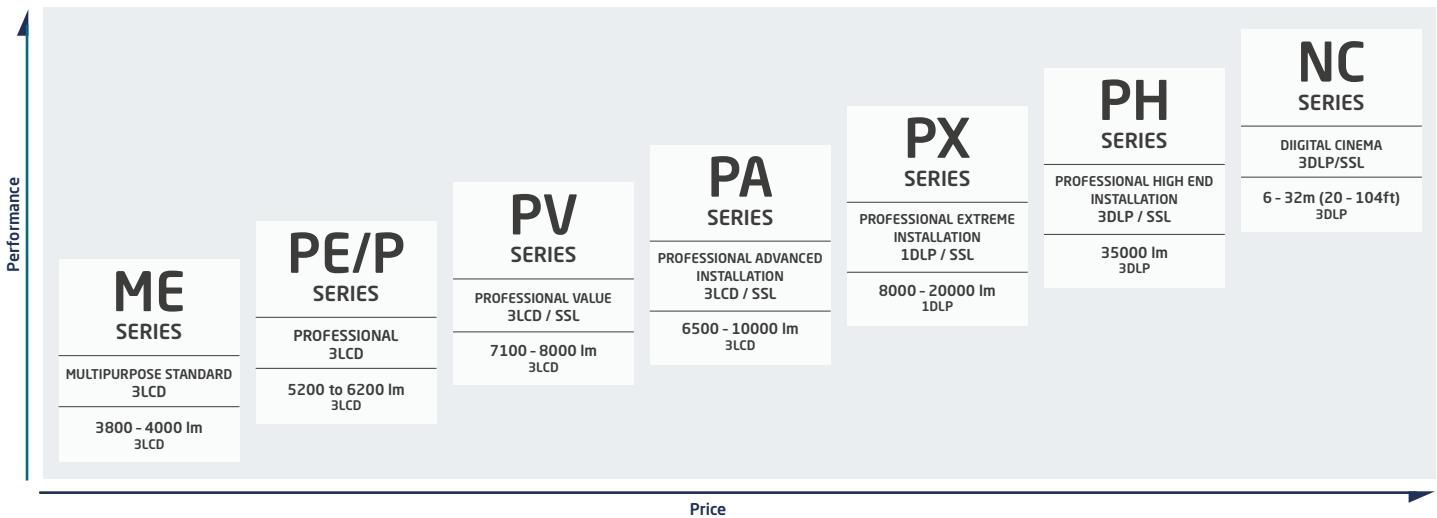 Performance
ME
SERIES
MULTIPURPOSE STANDARD
3LCD
3800 – 4000 lm
3LCD
PE/P
SERIES
PROFESSIONAL
3LCD
5200 to 6200 lm
3LCD
PV
SERIES
PROFESSIONAL VALUE
3LCD / SSL
7100 – 8000 lm
3LCD
PA
SERIES
PROFESSIONAL ADVANCED
INSTALLATION
3LCD / SSL
6500 – 10000 lm
3LCD
PX
SERIES
PROFESSIONAL EXTREME
INSTALLATION
1DLP / SSL
8000 – 20000 lm
1DLP
PH
SERIES
PROFESSIONAL HIGH END
INSTALLATION
3DLP / SSL
35000 lm
3DLP
NC
SERIES
DIIGITAL CINEMA
3DLP/SSL
6 – 32m (20 – 104ft)
3DLP
Price